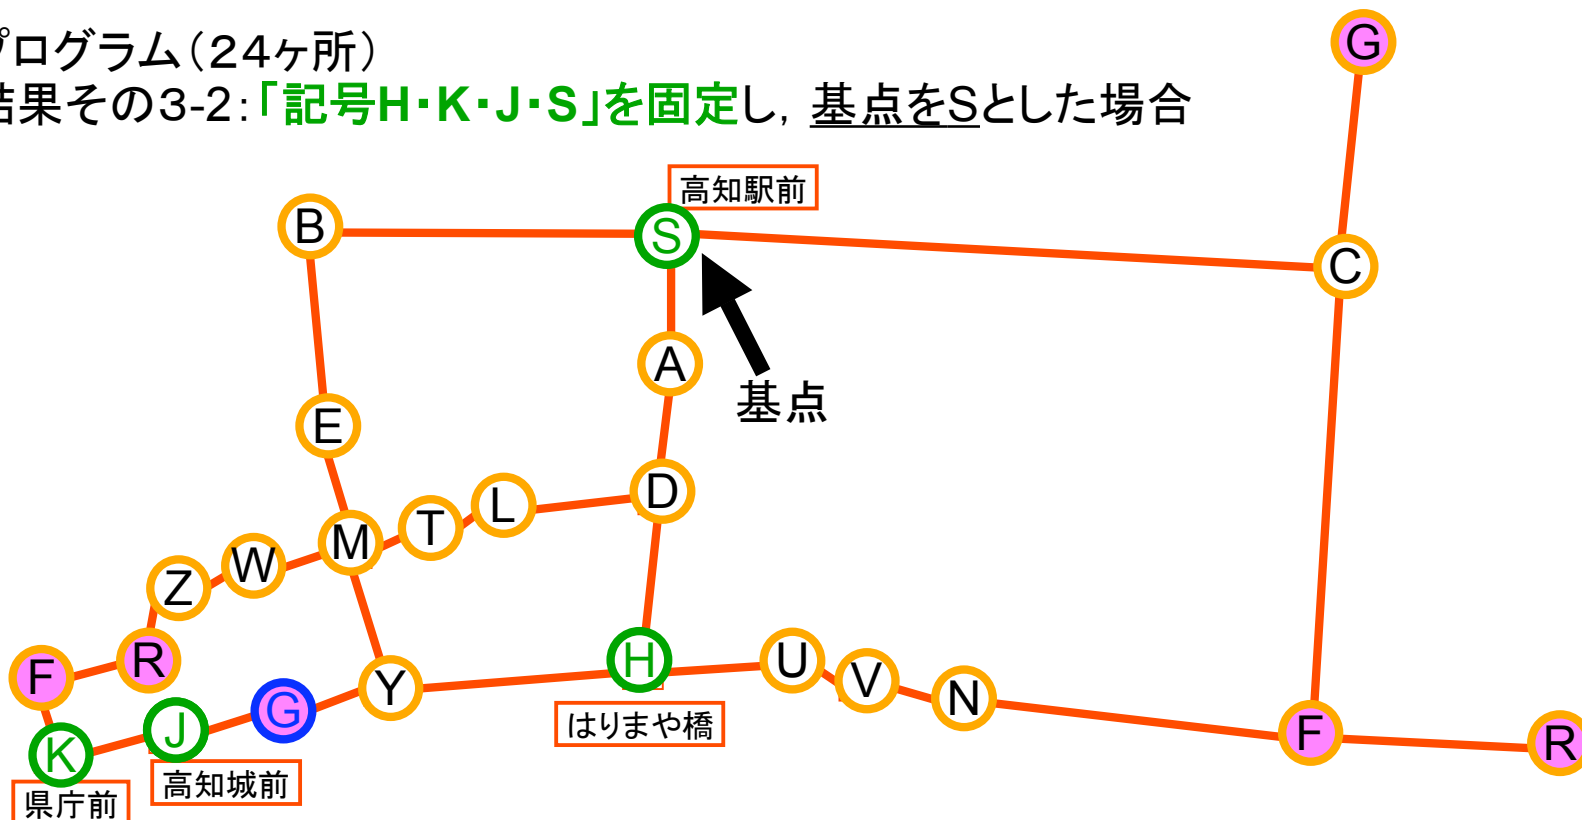 プログラム（２４ヶ所）
結果その３-２：「記号H・K・J・S」を固定し，基点をSとした場合
G
高知駅前
B
S
C
A
基点
E
D
L
T
M
W
Z
R
F
H
U
V
N
Y
G
J
K
F
R
はりまや橋
高知城前
県庁前